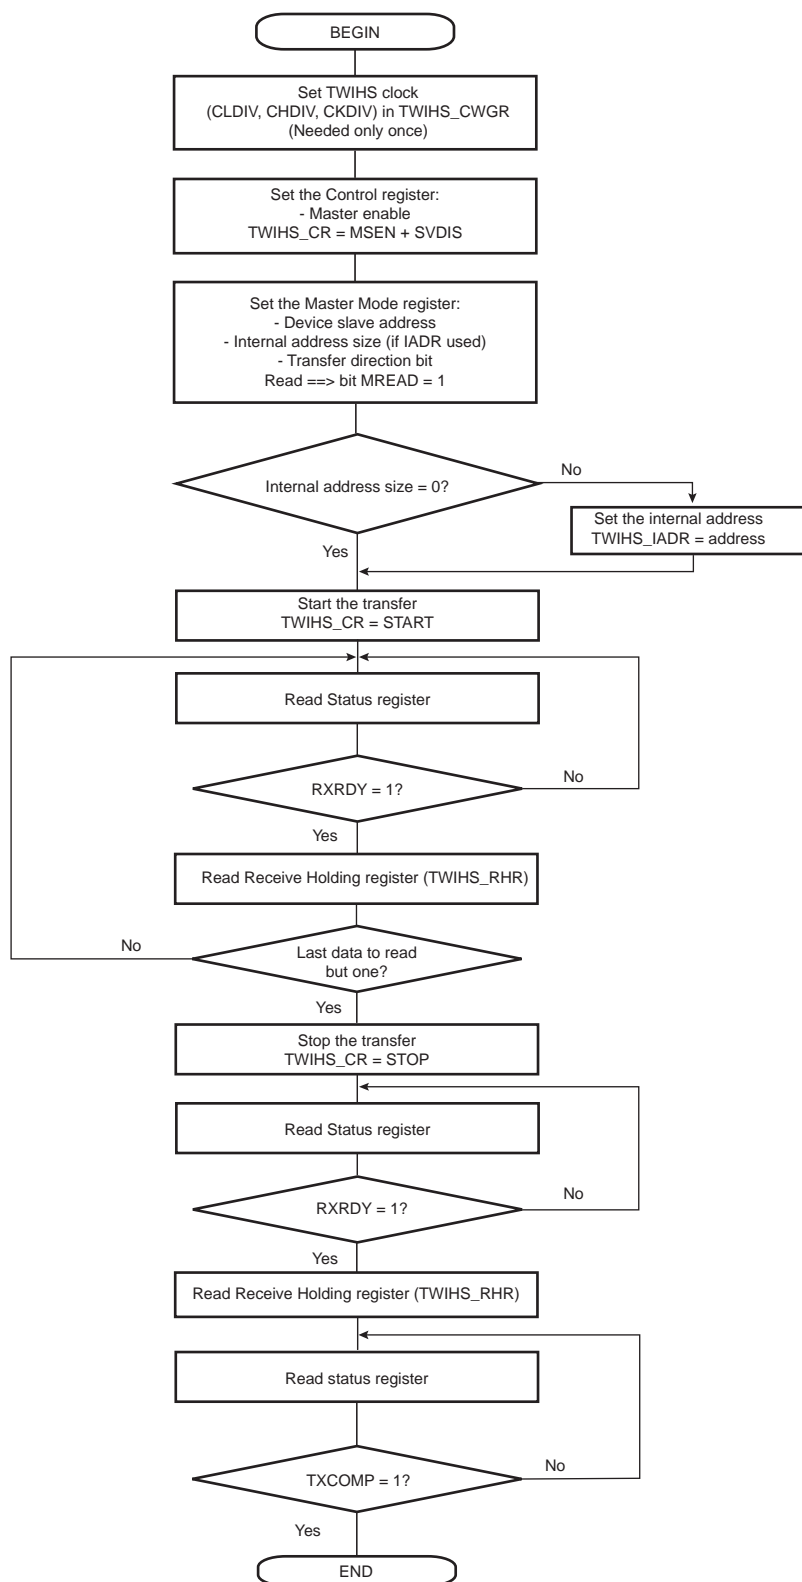 BEGIN
Set TWIHS clock
(CLDIV, CHDIV, CKDIV) in TWIHS_CWGR
(Needed only once)
Set the Control register:
- Master enable
TWIHS_CR = MSEN + SVDIS
Set the Master Mode register:
- Device slave address
- Internal address size (if IADR used)
- Transfer direction bit
Read ==> bit MREAD = 1
Internal address size = 0?
No
Set the internal address
TWIHS_IADR = address
Yes
Start the transfer
TWIHS_CR = START
Read Status register
RXRDY = 1?
No
Yes
Read Receive Holding register (TWIHS_RHR)
No
Last data to read
but one?
Yes
Stop the transfer
TWIHS_CR = STOP
Read Status register
RXRDY = 1?
No
Yes
Read Receive Holding register (TWIHS_RHR)
Read status register
TXCOMP = 1?
No
Yes
END